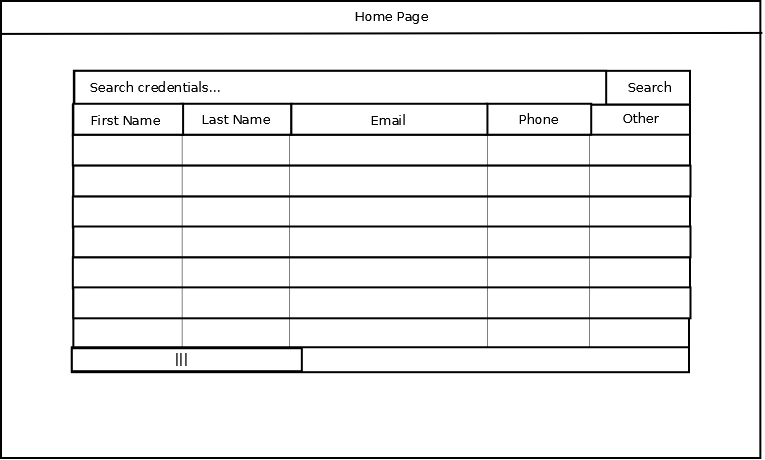 Home Page
Search credentials...
Search
First Name
Last Name
Email
Phone
Other